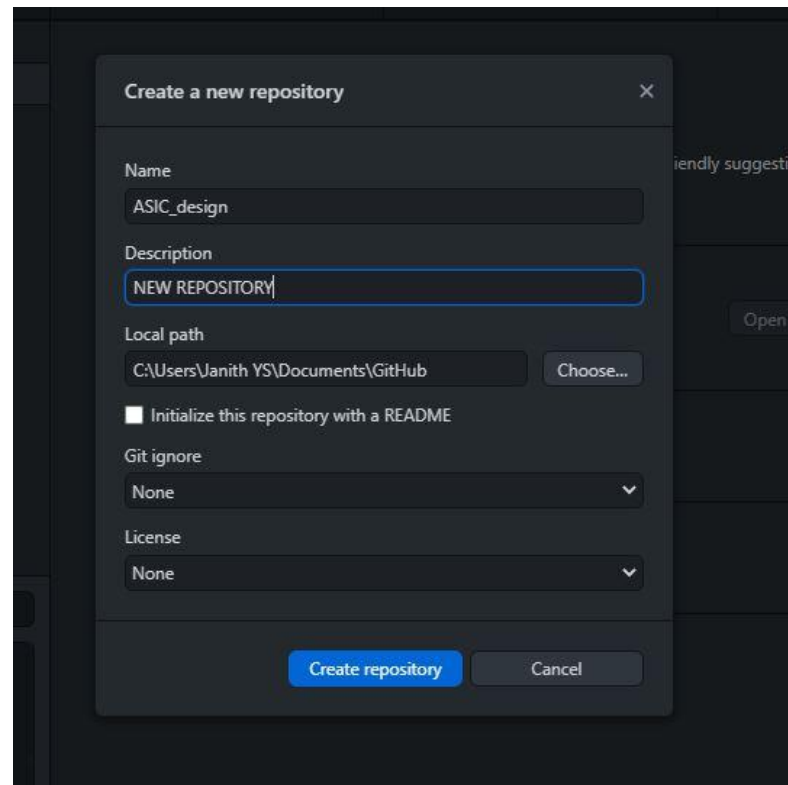 Create a new repository
Name
iendly suggesti
ASIC_design
Description
NEW REPOSITORY
Local path
Open
C:\Users\Janith YS\Documents\GitHub
Choose...
Initialize this repository with a README
Git ignore
None
License
None
Create repository
Cancel